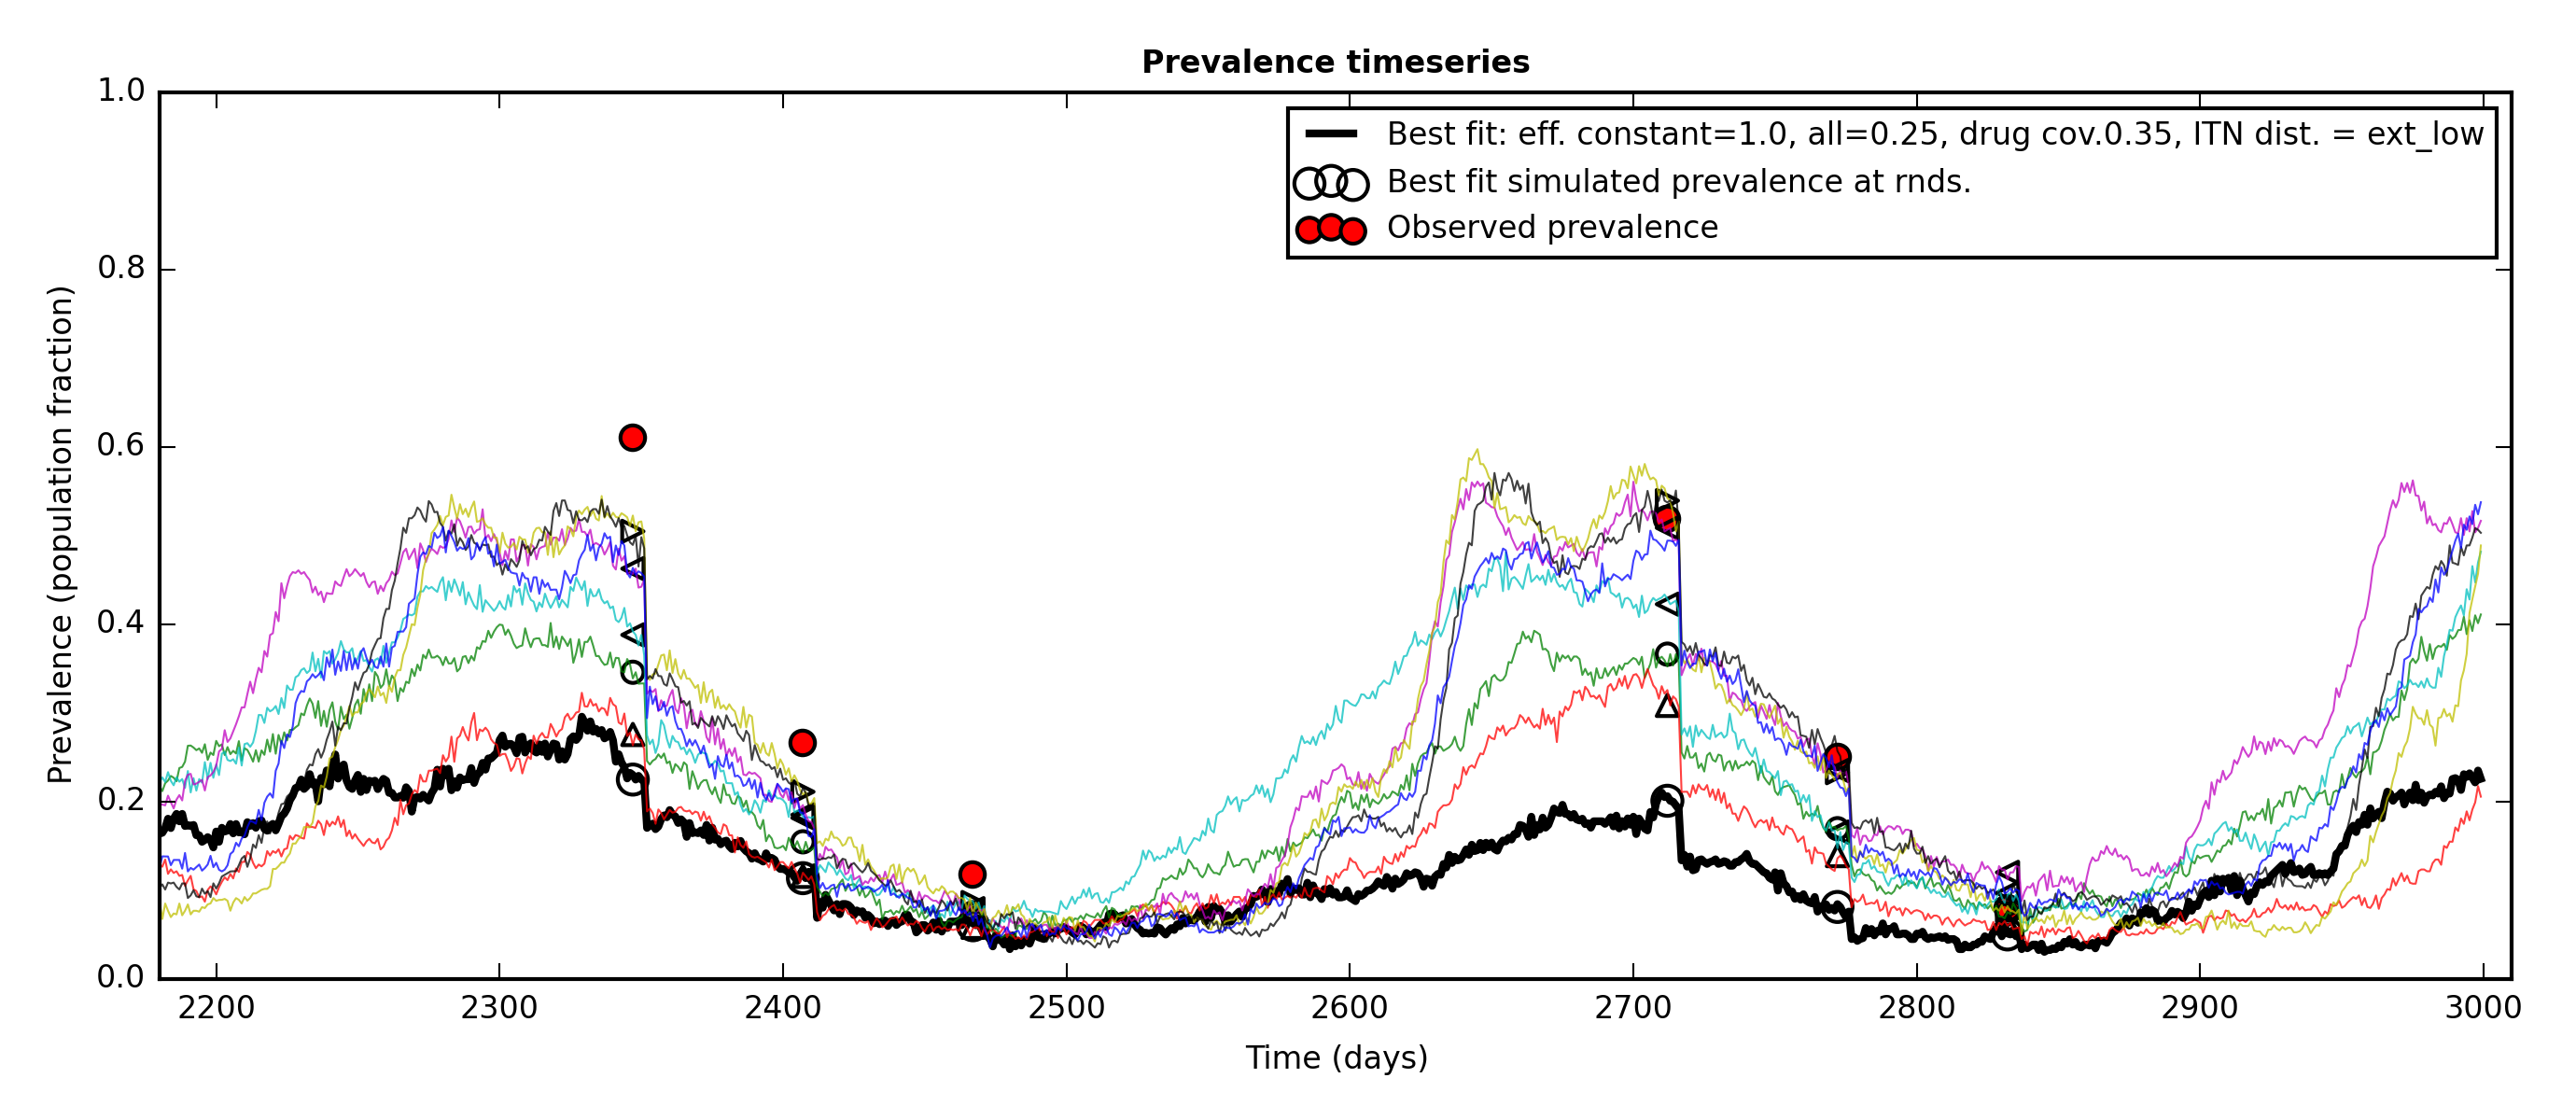 Prevalence timeseries
Best fit: eff. constant=1.0, all=0.25, drug cov.0.35, ITN dist. = ext_low
Best fit simulated prevalence at rnds.
Observed prevalence
Prevalence (population fraction)
1.0
0.8
0.6
0.4
0.2
0.0
2200 2300 2400 2500 2600 2700 2800 2900 3000
Time (days)